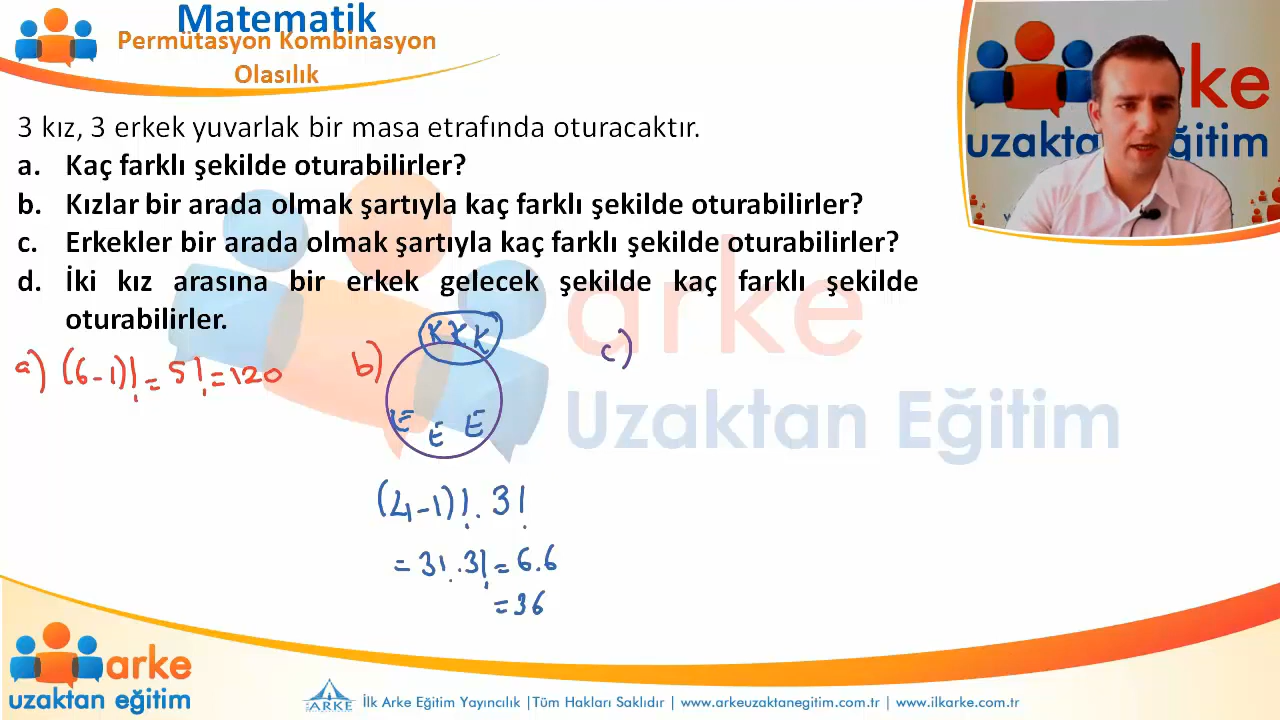 Matematik
Permütasyon Kombinasyon
Olasılık
3 kız, 3 erkek yuvarlak bir masa etrafında oturacaktır.
a. Kaç farklı şekilde oturabilirler?
b. Kızlar bir arada olmak şartıyla kaç farklı şekilde oturabilirler?
c. Erkekler bir arada olmak şartıyla kaç farklı şekilde oturabilirler?
d. İki kız arasına bir erkek gelecek şekilde kaç farklı şekilde
oturabilirler.
a) (6-1)! = 5! = 120
b)
K K K
E E E
(4-1)! . 3!
= 3! . 3! = 6.6
= 36
c)
arke
Uzaktan Eğitim
arke
uzaktan Eğitim
arke
uzaktan eğitim
ARKE
İlk Arke Eğitim Yayıncılık |Tüm Hakları Saklıdır | www.arkeuzaktanegitim.com.tr | www.ilkarke.com.tr